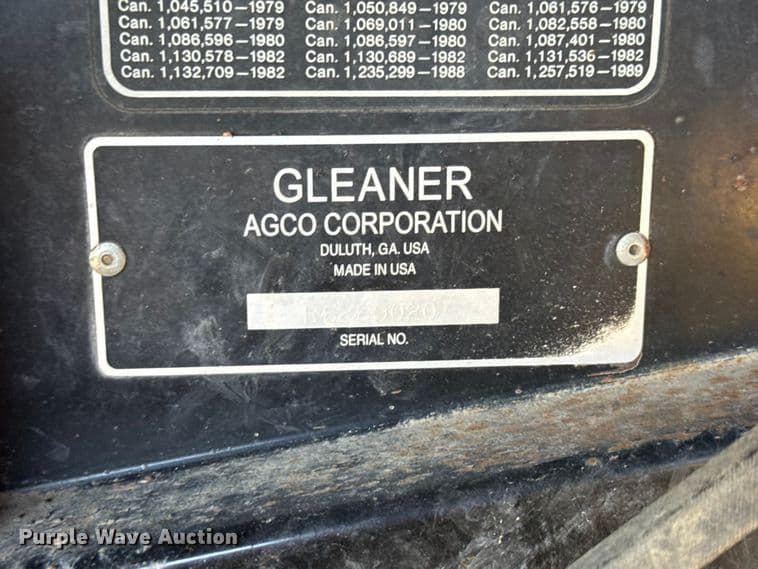 Can. 1,045,510—1979 Can. 1,050,849—1979 Can. 1,061,576—1979
Can. 1,061,577—1979 Can. 1,069,011—1980 Can. 1,082,558—1980
Can. 1,086,596—1980 Can. 1,086,597—1980 Can. 1,087,401—1980
Can. 1,130,578—1982 Can. 1,130,689—1982 Can. 1,131,536—1982
Can. 1,132,709—1982 Can. 1,235,299—1988 Can. 1,257,519—1989
GLEANER
AGCO CORPORATION
DULUTH, GA. USA
MADE IN USA
SERIAL NO.
Purple Wave Auction